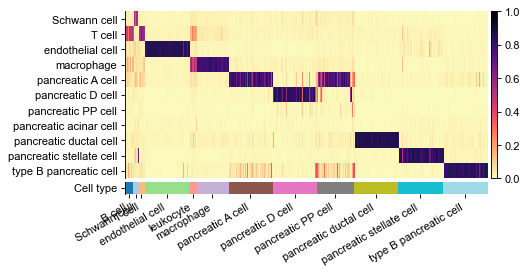 Schwann cell
T cell
endothelial cell
macrophage
pancreatic A cell
pancreatic D cell
pancreatic PP cell
pancreatic acinar cell
pancreatic ductal cell
pancreatic stellate cell
type B pancreatic cell
Cell type
1.0
0.8
0.6
0.4
0.2
0.0
B cell
Schwann cell
endothelial cell
leukocyte
macrophage
pancreatic A cell
pancreatic D cell
pancreatic PP cell
pancreatic ductal cell
pancreatic stellate cell
type B pancreatic cell